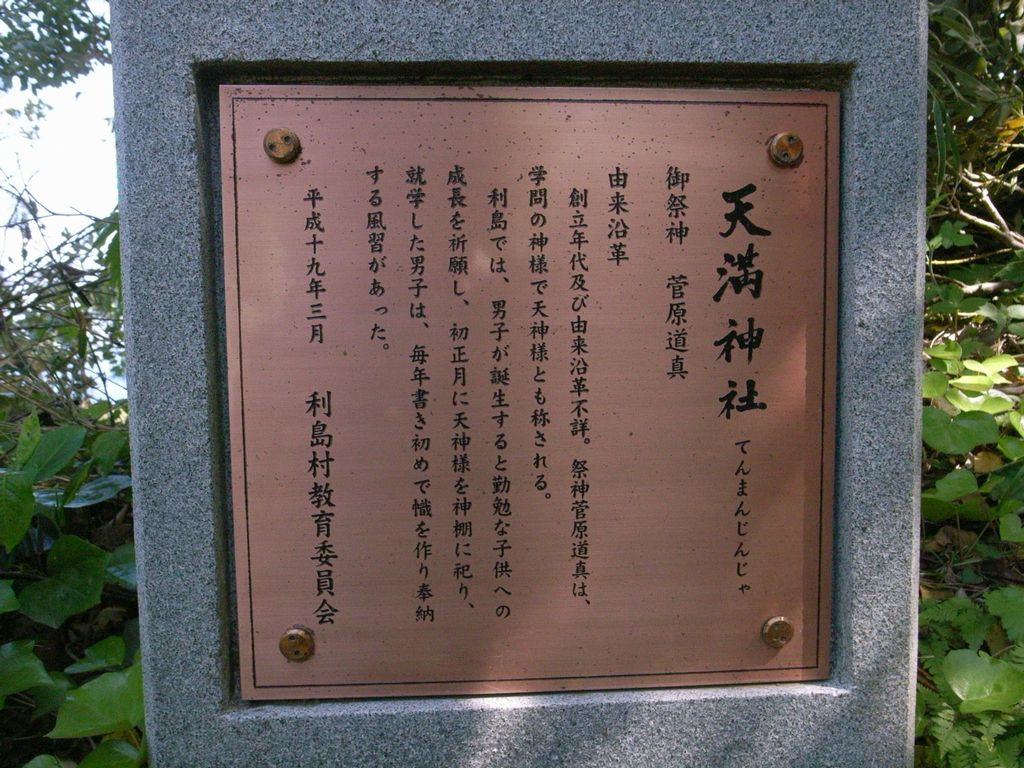 天満神社 てんまんじんじゃ
御祭神 菅原道真
由来沿革
創立年代及び由来沿革不詳。祭神菅原道真は、
学問の神様で天神様とも称される。
利島では、男子が誕生すると勤勉な子供への
成長を祈願し、初正月に天神様を神棚に祀り、
就学した男子は、毎年書き初めで幟を作り奉納
する風習があった。
平成十九年三月 利島村教育委員会